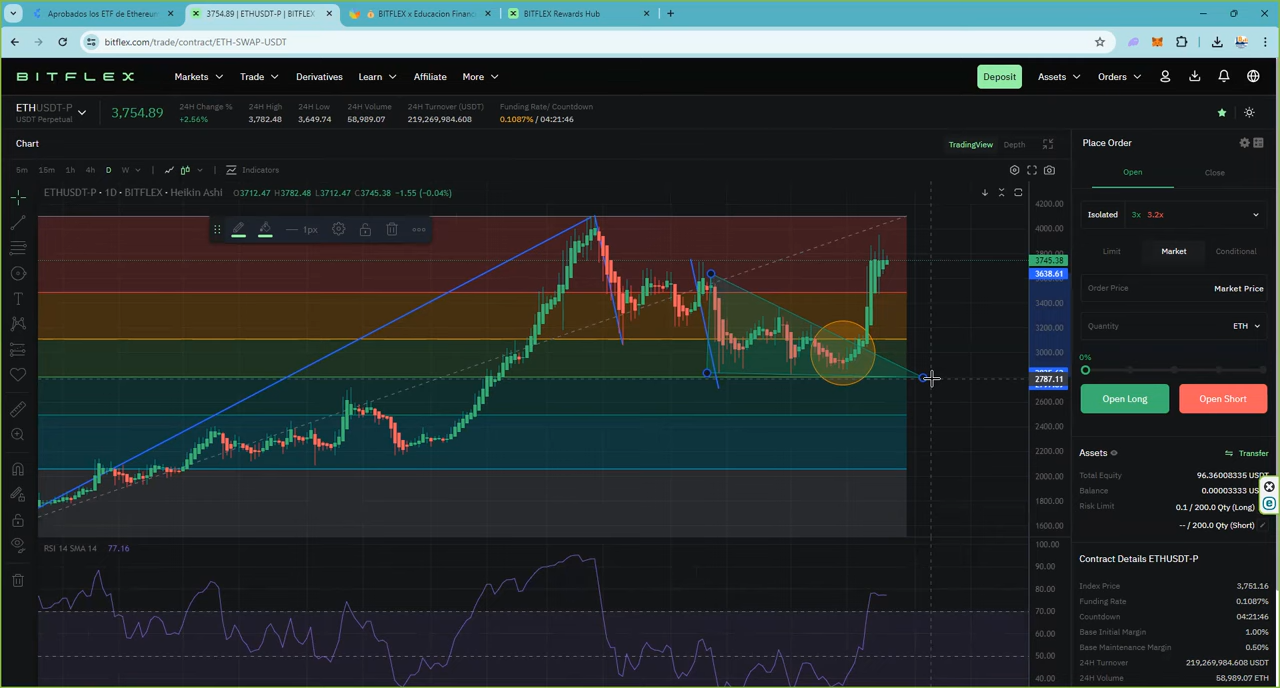 Aprobados los ETF de Ethereum
3754.89 | ETHUSDT-P | BITFLEX
BITFLEX x Educacion Financ
BITFLEX Rewards Hub
bitflex.com/trade/contract/ETH-SWAP-USDT
BITFLEX
Markets
Trade
Derivatives
Learn
Affiliate
More
Deposit
Assets
Orders
ETHUSDT-P
USDT Perpetual
3,754.89
24H Change %
+2.56%
24H High
3,782.48
24H Low
3,649.74
24H Volume
58,989.07
24H Turnover (USDT)
219,269,984.608
Funding Rate/ Countdown
0.1087% / 04:21:46
Chart
TradingView
Depth
5m 15m 1h 4h D W
Indicators
ETHUSDT-P · 1D · BITFLEX · Heikin Ashi O3712.47 H3782.48 L3712.47 C3745.38 −1.55 (−0.04%)
1px
4200.00
4000.00
3745.38
3638.61
3400.00
3200.00
3000.00
2787.11
2600.00
2400.00
2200.00
2000.00
1800.00
1600.00
RSI 14 SMA 14 77.16
100.00
90.00
80.00
70.00
60.00
50.00
40.00
Place Order
Open
Close
Isolated 3x 3.2x
Limit
Market
Conditional
Order Price
Market Price
Quantity
ETH
0%
Open Long
Open Short
Assets
Transfer
Total Equity
96.36008335 USDT
Balance
0.00003333
Risk Limit
0.1 / 200.0 Qty (Long)
-- / 200.0 Qty (Short)
Contract Details ETHUSDT-P
Index Price
3,751.16
Funding Rate
0.1087%
Countdown
04:21:46
Base Initial Margin
1.00%
Base Maintenance Margin
0.50%
24H Turnover
219,269,984.608 USDT
24H Volume
58,989.07 ETH